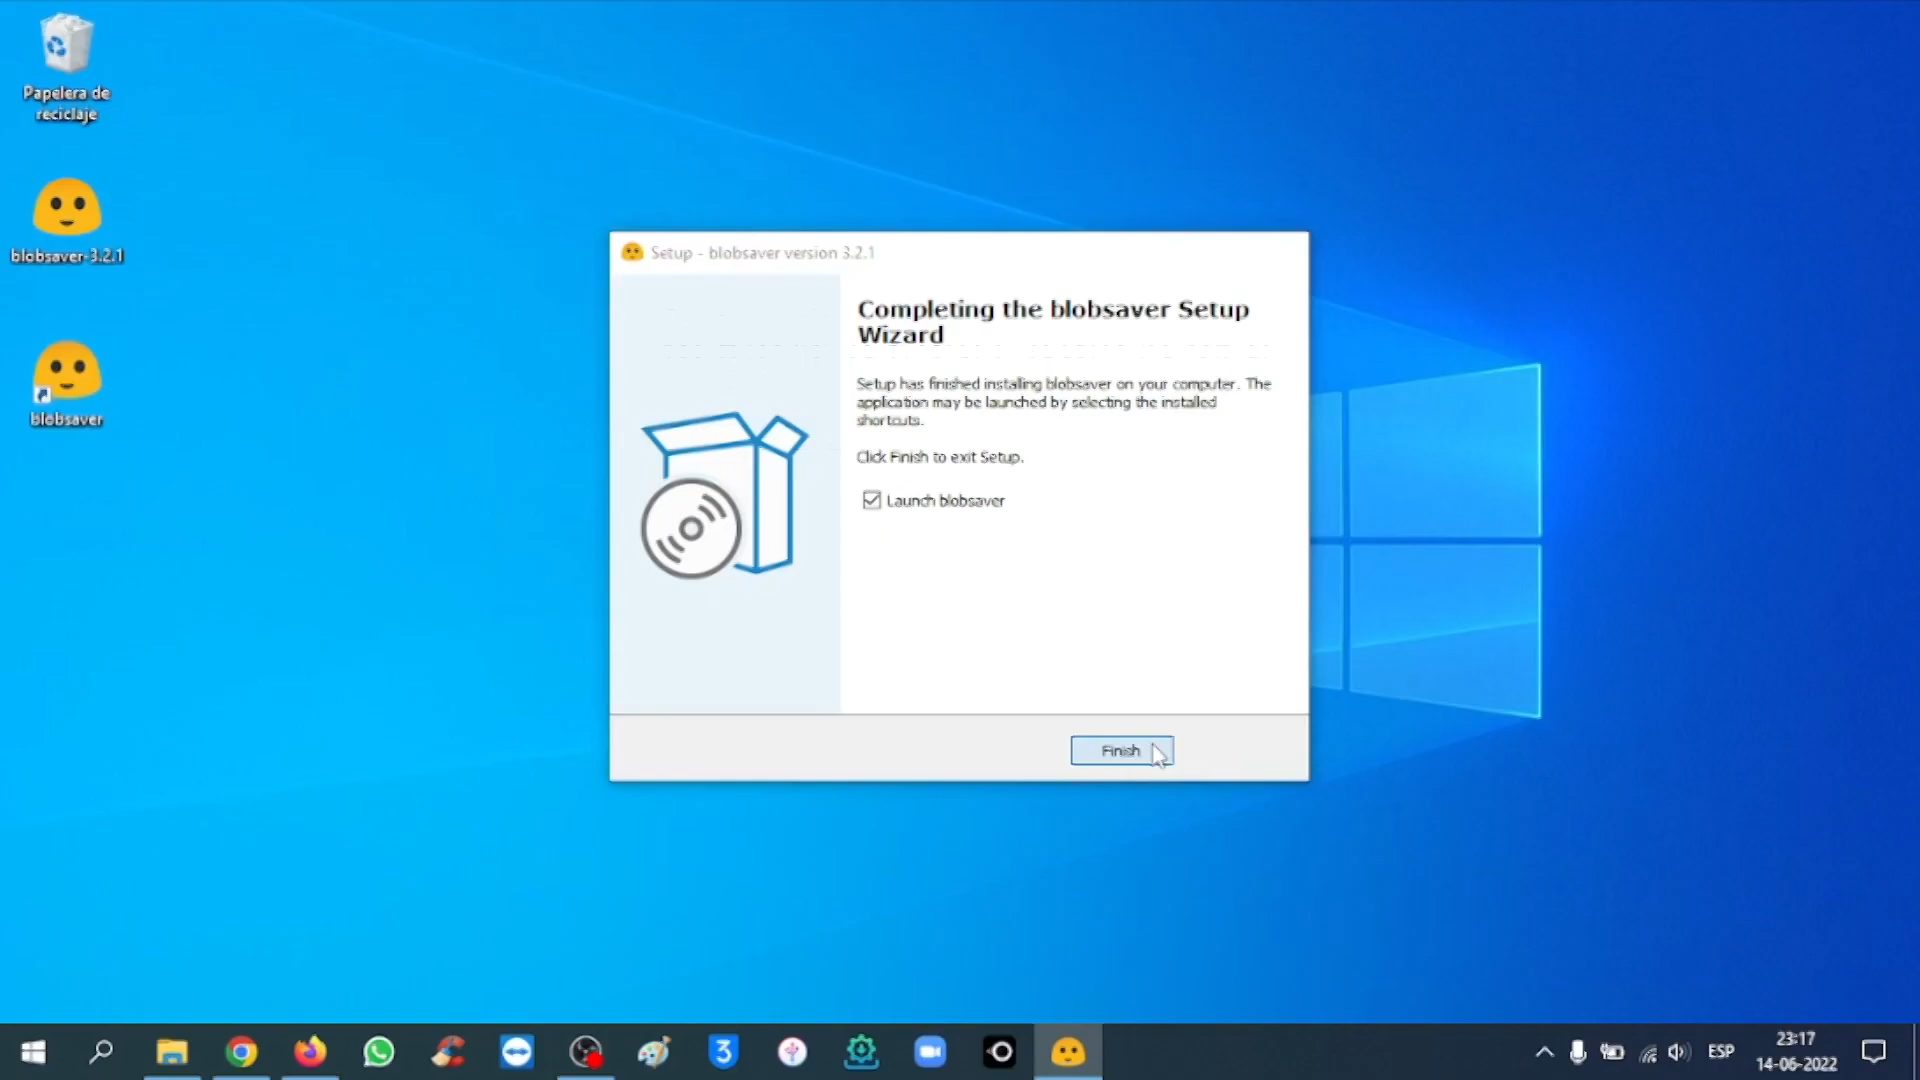 Papelera de
reciclaje
blobsaver-3.2.1
blobsaver
Setup - blobsaver version 3.2.1
Completing the blobsaver Setup
Wizard
Setup has finished installing blobsaver on your computer. The
application may be launched by selecting the installed
shortcuts.
Click Finish to exit Setup.
Launch blobsaver
Finish
3
ESP
23:17
14-06-2022